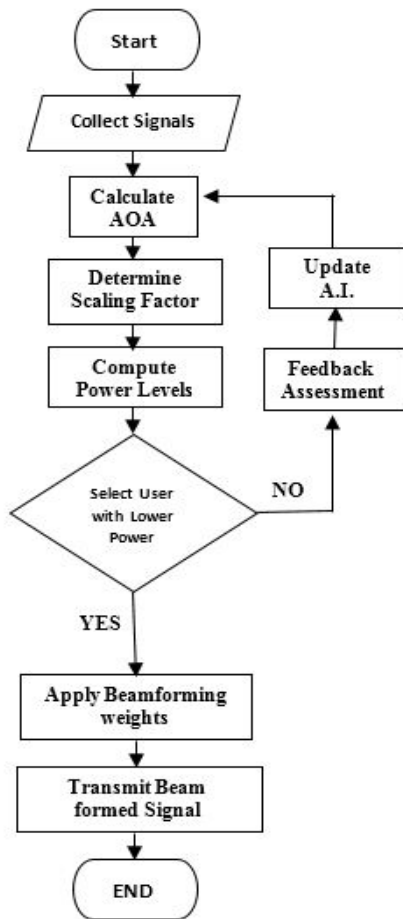 Start
Collect Signals
Calculate
AOA
Determine
Scaling Factor
Compute
Power Levels
Select User
with Lower
Power
NO
Feedback
Assessment
Update
A.I.
YES
Apply Beamforming
weights
Transmit Beam
formed Signal
END